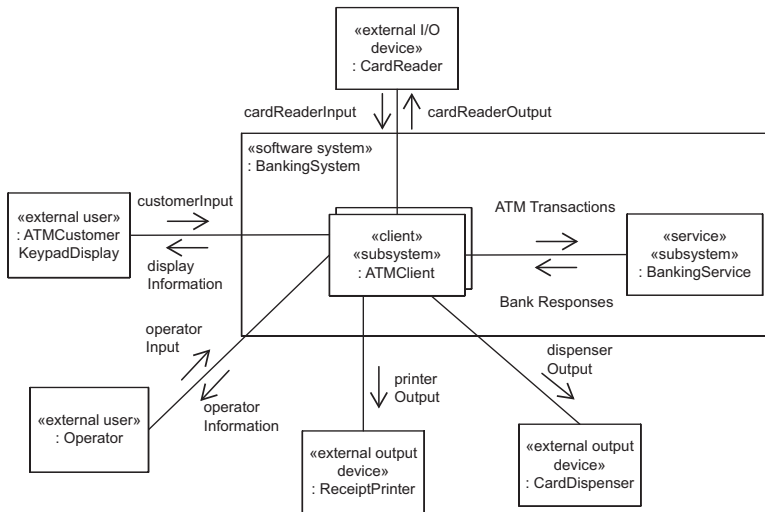 «external I/O
device»
: CardReader
cardReaderInput
cardReaderOutput
«software system»
: BankingSystem
customerInput
«external user»
: ATMCustomer
KeypadDisplay
display
Information
«client»
«subsystem»
: ATMClient
ATM Transactions
Bank Responses
«service»
«subsystem»
: BankingService
operator
Input
operator
Information
printer
Output
dispenser
Output
«external user»
: Operator
«external output
device»
: ReceiptPrinter
«external output
device»
: CardDispenser